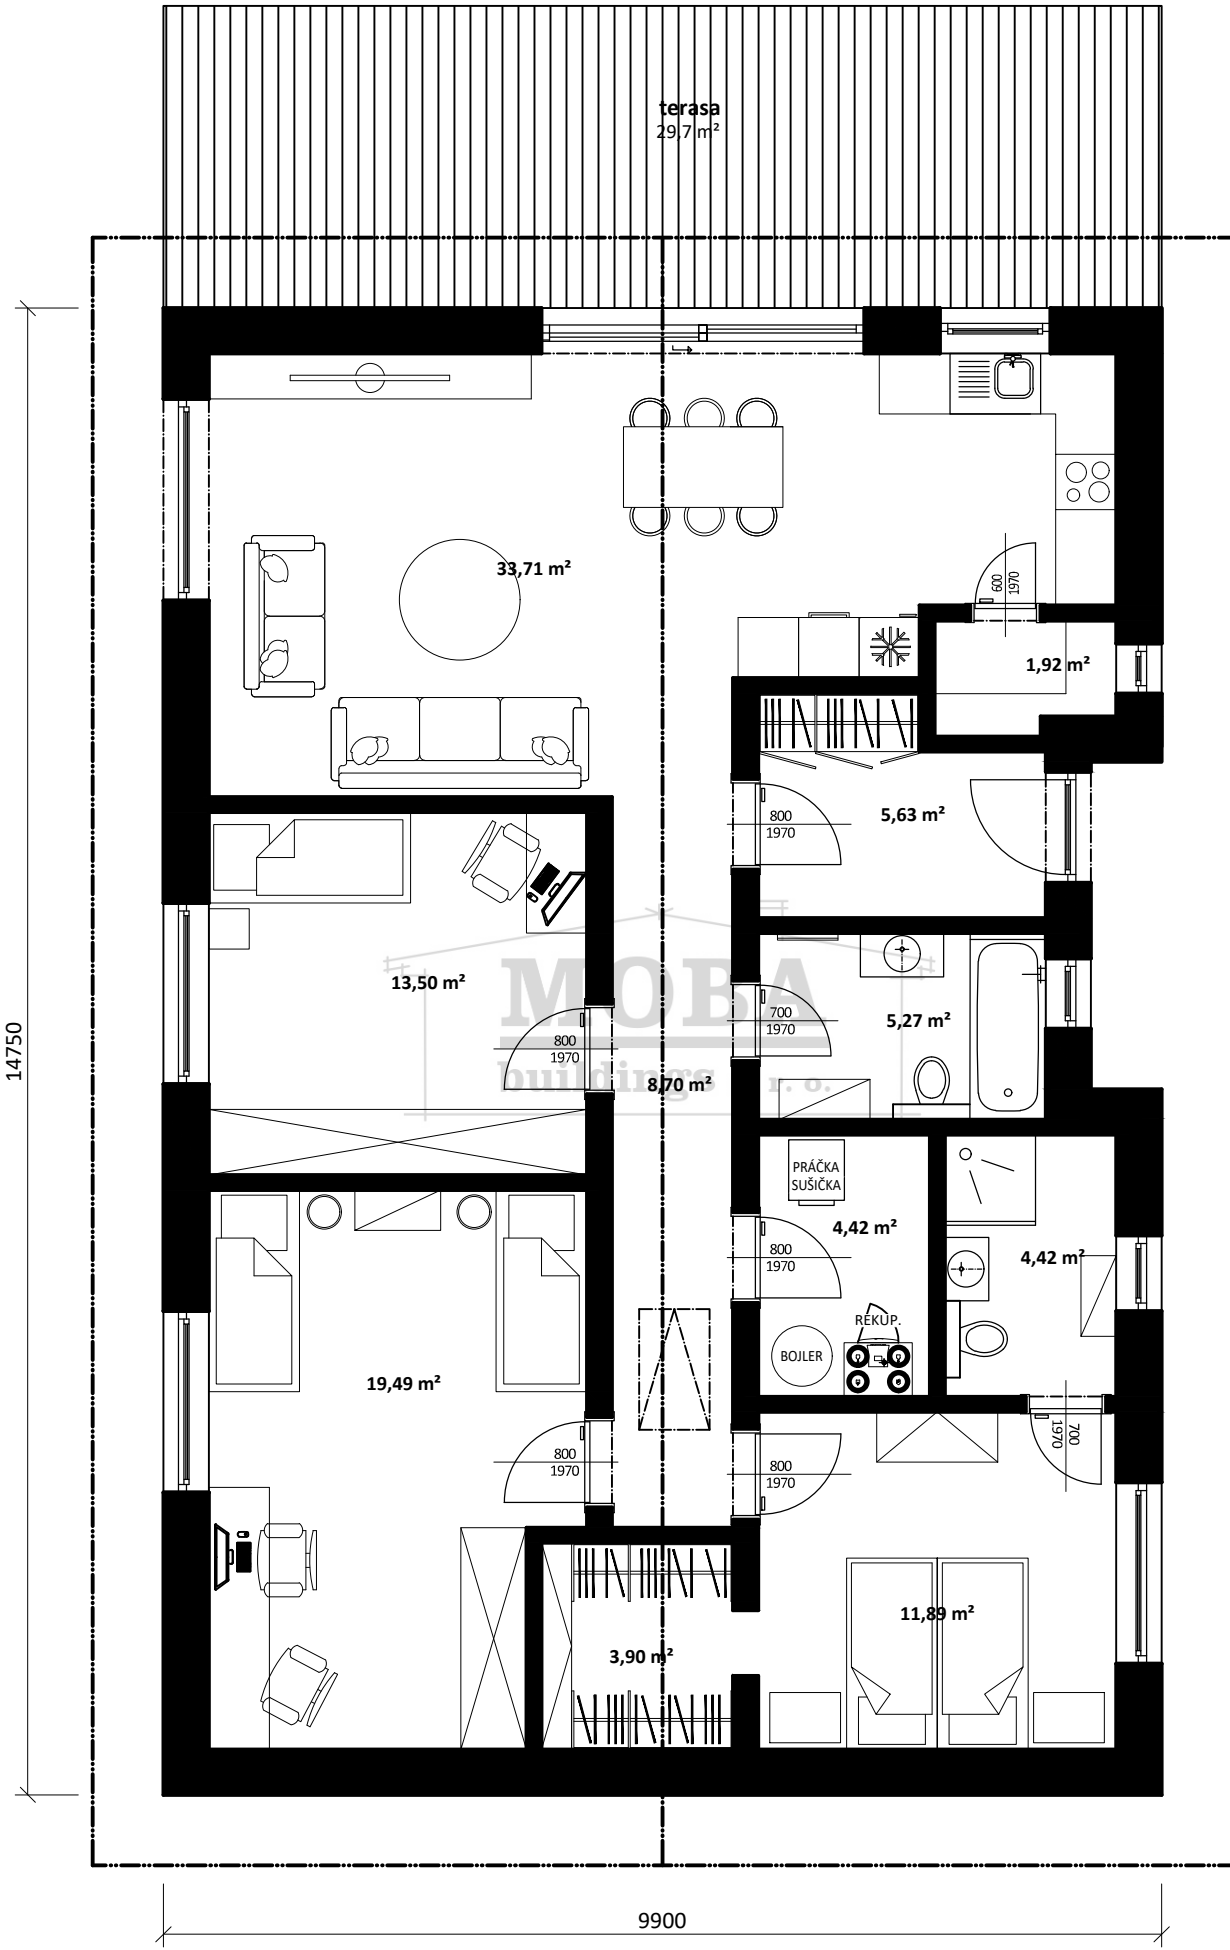 terasa
29,7 m²
33,71 m²
600
1970
1,92 m²
800
1970
5,63 m²
MOBA
buildings s r. o.
13,50 m²
700
1970
5,27 m²
800
1970
8,70 m²
14750
PRÁČKA
SUŠIČKA
4,42 m²
4,42 m²
800
1970
REKUP.
BOJLER
19,49 m²
700
1970
800
1970
800
1970
11,89 m²
3,90 m²
9900